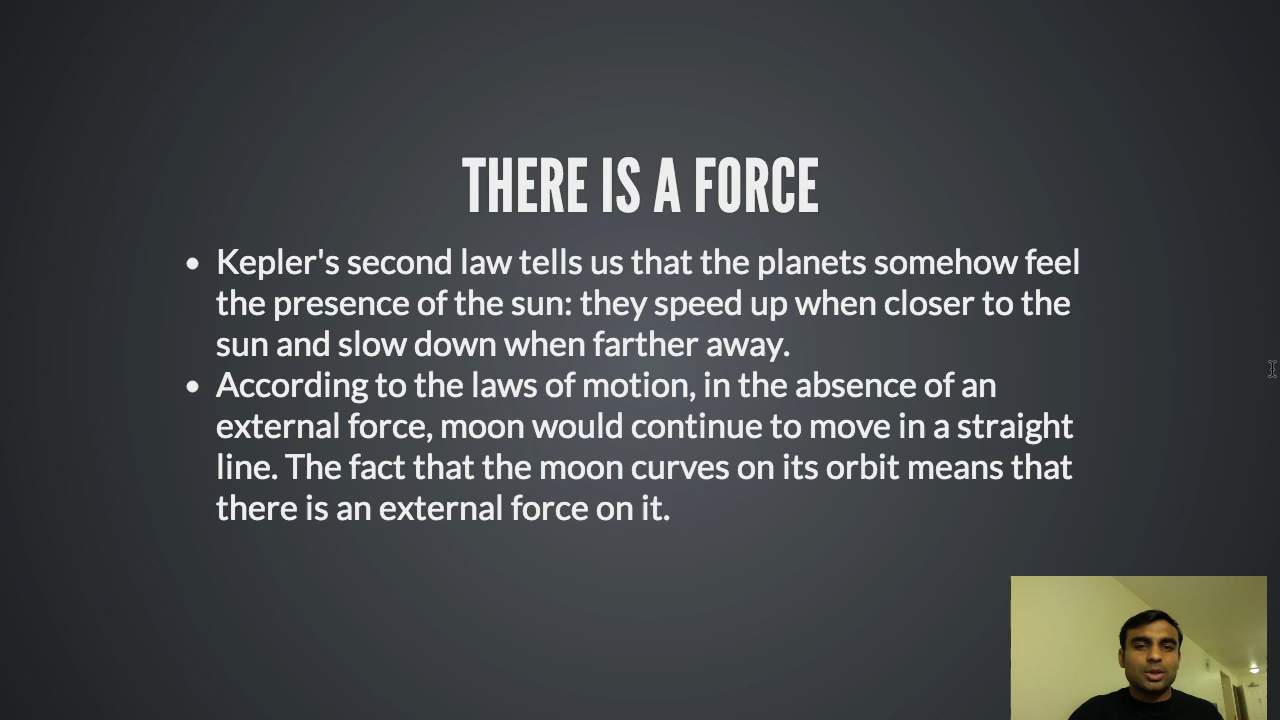 THERE IS A FORCE
• Kepler's second law tells us that the planets somehow feel
the presence of the sun: they speed up when closer to the
sun and slow down when farther away.
• According to the laws of motion, in the absence of an
external force, moon would continue to move in a straight
line. The fact that the moon curves on its orbit means that
there is an external force on it.